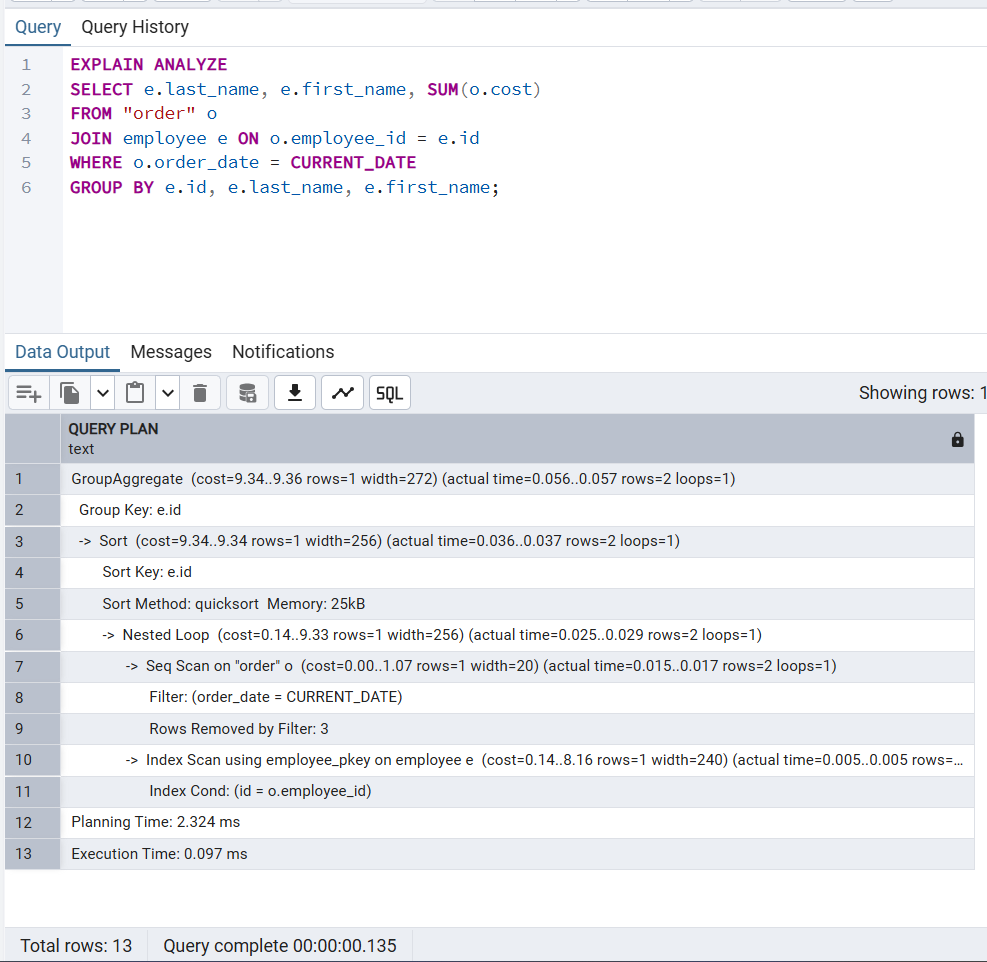 Query Query History
1 EXPLAIN ANALYZE
2 SELECT e.last_name, e.first_name, SUM(o.cost)
3 FROM "order" o
4 JOIN employee e ON o.employee_id = e.id
5 WHERE o.order_date = CURRENT_DATE
6 GROUP BY e.id, e.last_name, e.first_name;
Data Output Messages Notifications
SQL Showing rows: 1
QUERY PLAN
text
1 GroupAggregate (cost=9.34..9.36 rows=1 width=272) (actual time=0.056..0.057 rows=2 loops=1)
2 Group Key: e.id
3 -> Sort (cost=9.34..9.34 rows=1 width=256) (actual time=0.036..0.037 rows=2 loops=1)
4 Sort Key: e.id
5 Sort Method: quicksort Memory: 25kB
6 -> Nested Loop (cost=0.14..9.33 rows=1 width=256) (actual time=0.025..0.029 rows=2 loops=1)
7 -> Seq Scan on "order" o (cost=0.00..1.07 rows=1 width=20) (actual time=0.015..0.017 rows=2 loops=1)
8 Filter: (order_date = CURRENT_DATE)
9 Rows Removed by Filter: 3
10 -> Index Scan using employee_pkey on employee e (cost=0.14..8.16 rows=1 width=240) (actual time=0.005..0.005 rows=…
11 Index Cond: (id = o.employee_id)
12 Planning Time: 2.324 ms
13 Execution Time: 0.097 ms
Total rows: 13 Query complete 00:00:00.135